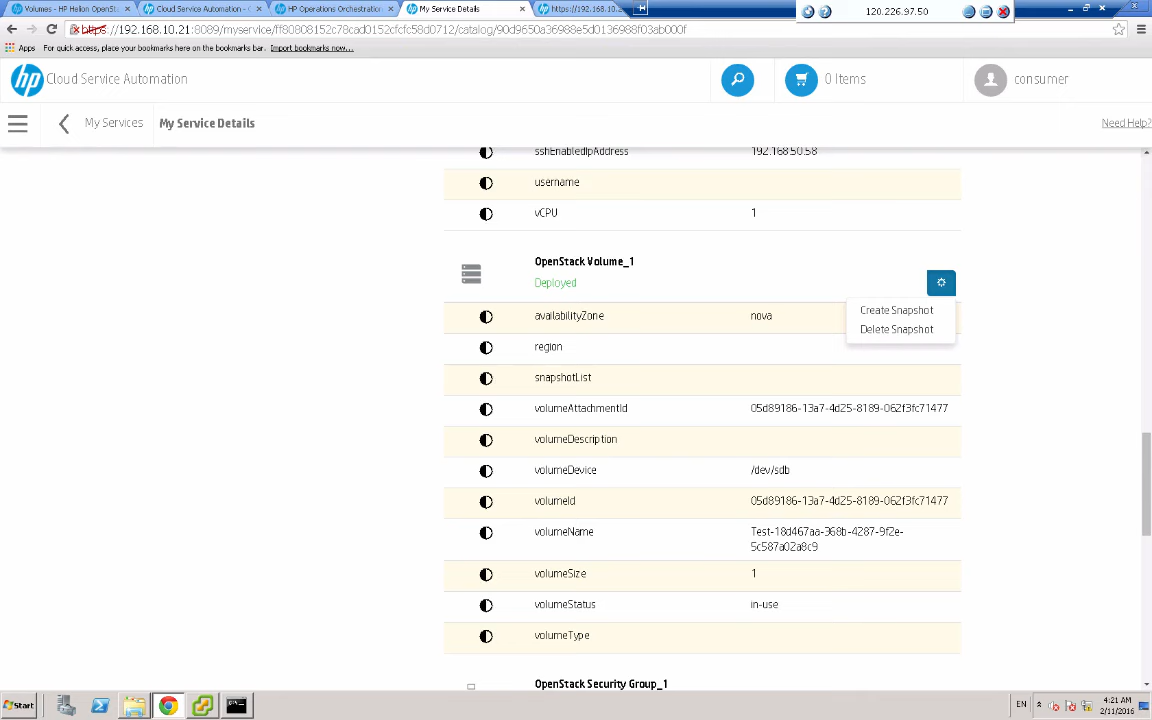 Volumes - HP Helion OpenSt
Cloud Service Automation - C
HP Operations Orchestration
My Service Details
https://192.168.10.
120.226.97.50
https://192.168.10.21:8089/myservice/ff80808152c78cad0152cfcfc58d0712/catalog/90d9650a36988e5d0136988f03ab000f
Apps For quick access, place your bookmarks here on the bookmarks bar. Import bookmarks now...
hp Cloud Service Automation
0 Items
consumer
My Services
My Service Details
Need Help?
sshEnabledIpAddress 192.168.50.58
username
vCPU 1
OpenStack Volume_1
Deployed
Create Snapshot
Delete Snapshot
availabilityZone nova
region
snapshotList
volumeAttachmentId 05d89186-13a7-4d25-8189-062f3fc71477
volumeDescription
volumeDevice /dev/sdb
volumeId 05d89186-13a7-4d25-8189-062f3fc71477
volumeName Test-18d467aa-368b-4287-9f2e-
5c587a02a8c9
volumeSize 1
volumeStatus in-use
volumeType
OpenStack Security Group_1
Start
EN
4:21 AM
2/11/2016